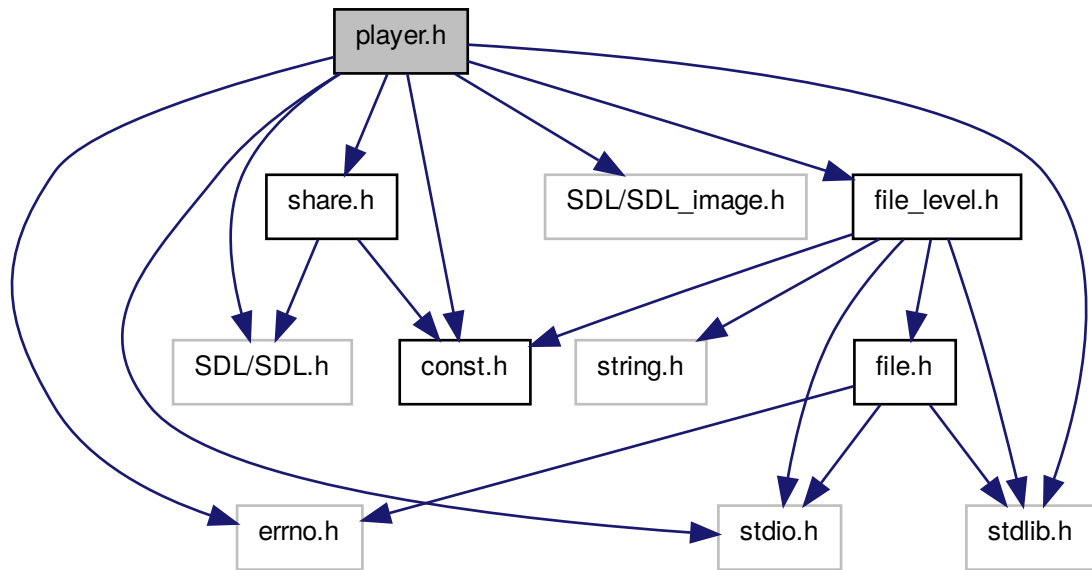 player.h
share.h
SDL/SDL_image.h
file_level.h
SDL/SDL.h
const.h
string.h
file.h
errno.h
stdio.h
stdlib.h